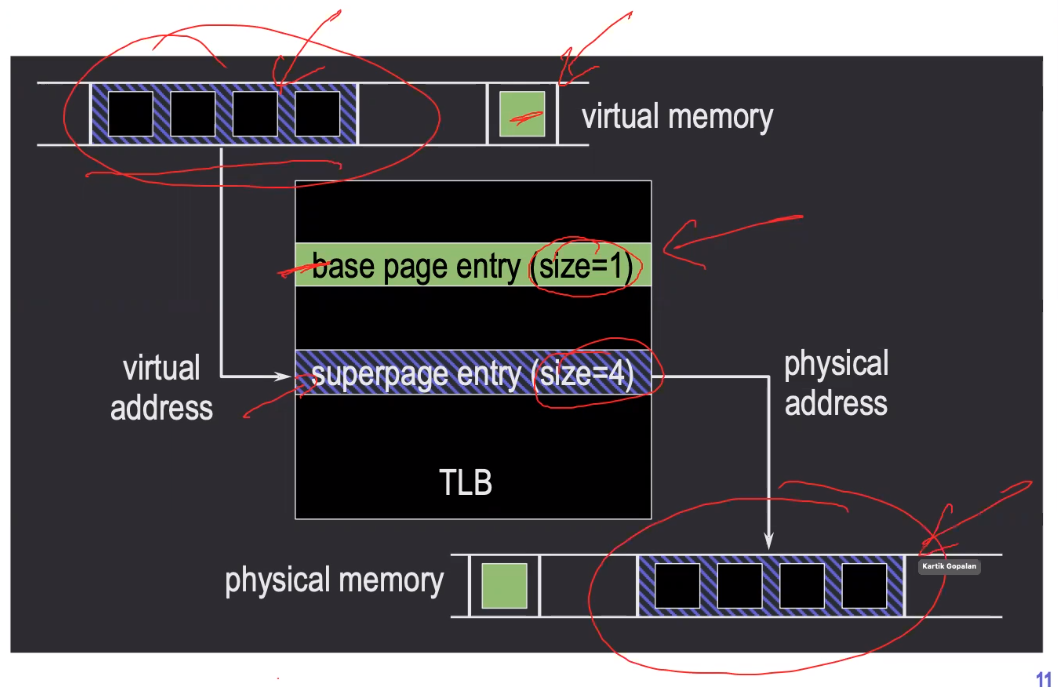 virtual memory
base page entry (size=1)
virtual
address
superpage entry (size=4)
physical
address
TLB
physical memory
Kartik Gopalan
11